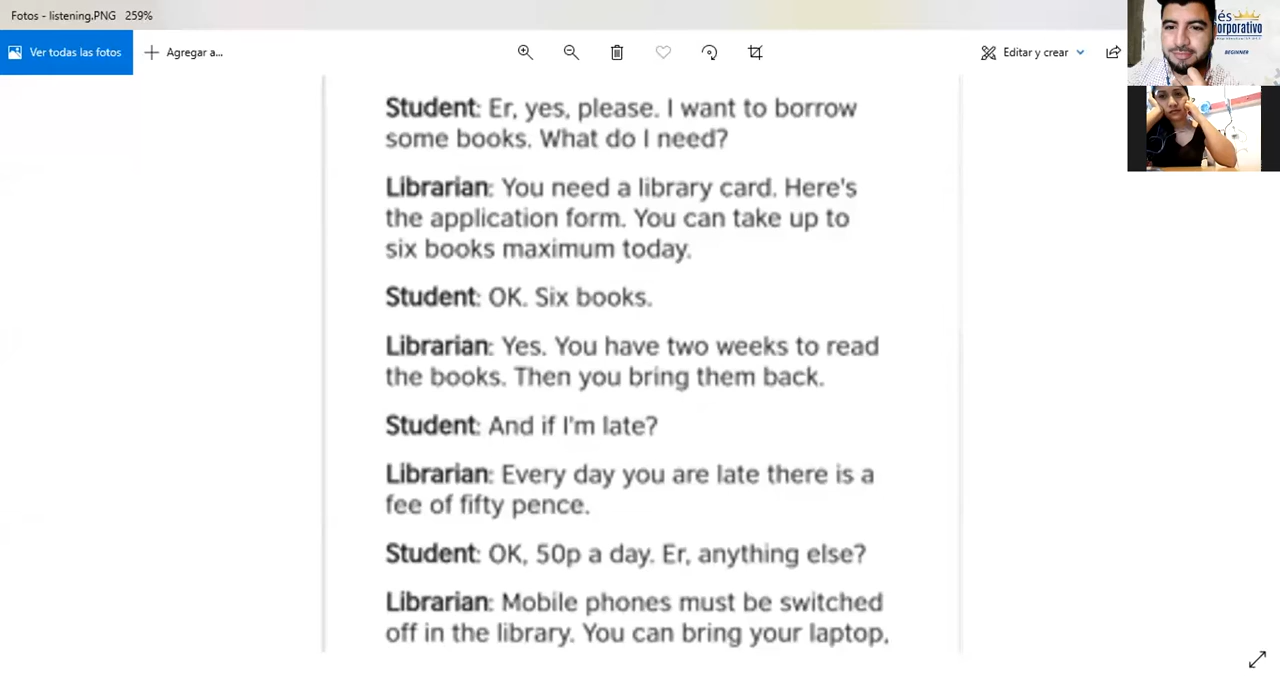 Fotos - listening.PNG 259%
Ver todas las fotos
Agregar a...
Editar y crear
és
orporativo
BEGINNER
Student: Er, yes, please. I want to borrow
some books. What do I need?
Librarian: You need a library card. Here's
the application form. You can take up to
six books maximum today.
Student: OK. Six books.
Librarian: Yes. You have two weeks to read
the books. Then you bring them back.
Student: And if I'm late?
Librarian: Every day you are late there is a
fee of fifty pence.
Student: OK, 50p a day. Er, anything else?
Librarian: Mobile phones must be switched
off in the library. You can bring your laptop,